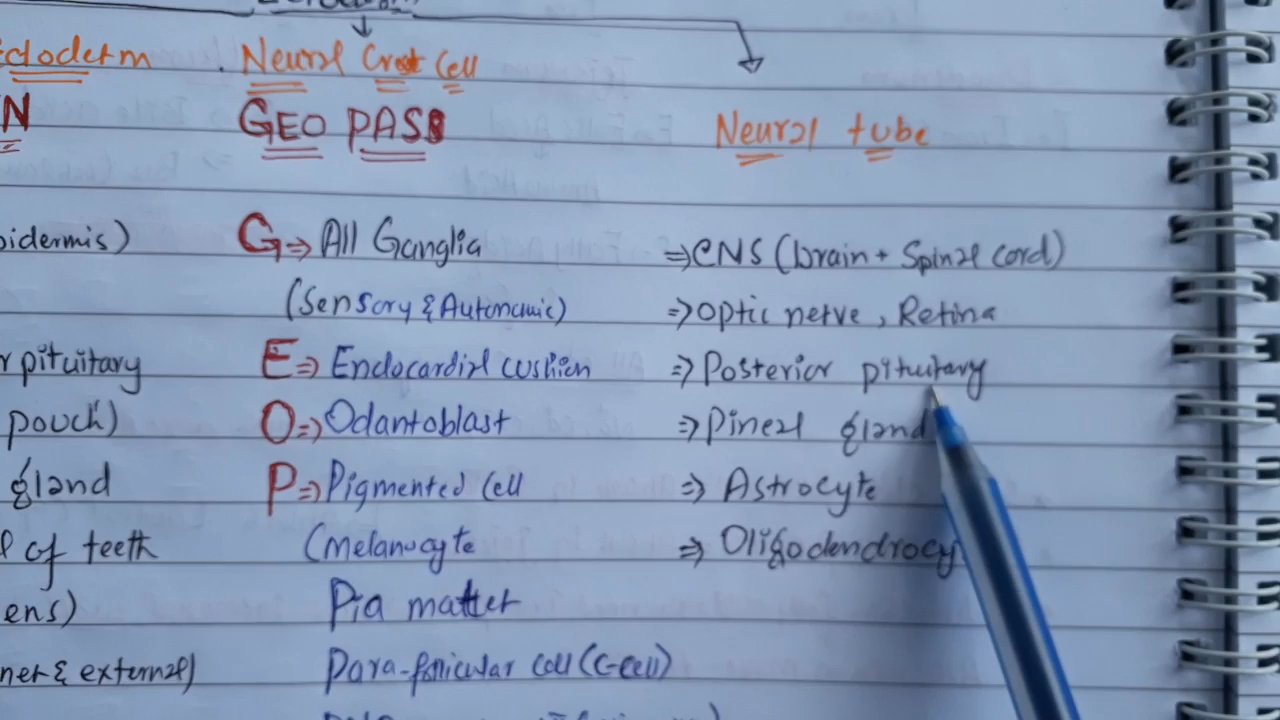 ctoderm
Neural Crest Cell
N
GEO PASS
Neural tube
pidermis)
G => All Ganglia
(Sensory & Autonomic)
r pituitary
E => Endocardial cushion
pouch)
O => Odantoblast
gland
P => Pigmented Cell
l of teeth
(Melanocyte
ens)
Pia matter
ner & external)
Para-follicular cell (C-cell)
=> CNS (brain + Spinal cord)
=> Optic nerve, Retina
=> Posterior pituitary
=> Pineal gland
=> Astrocyte
=> Oligodendrocy